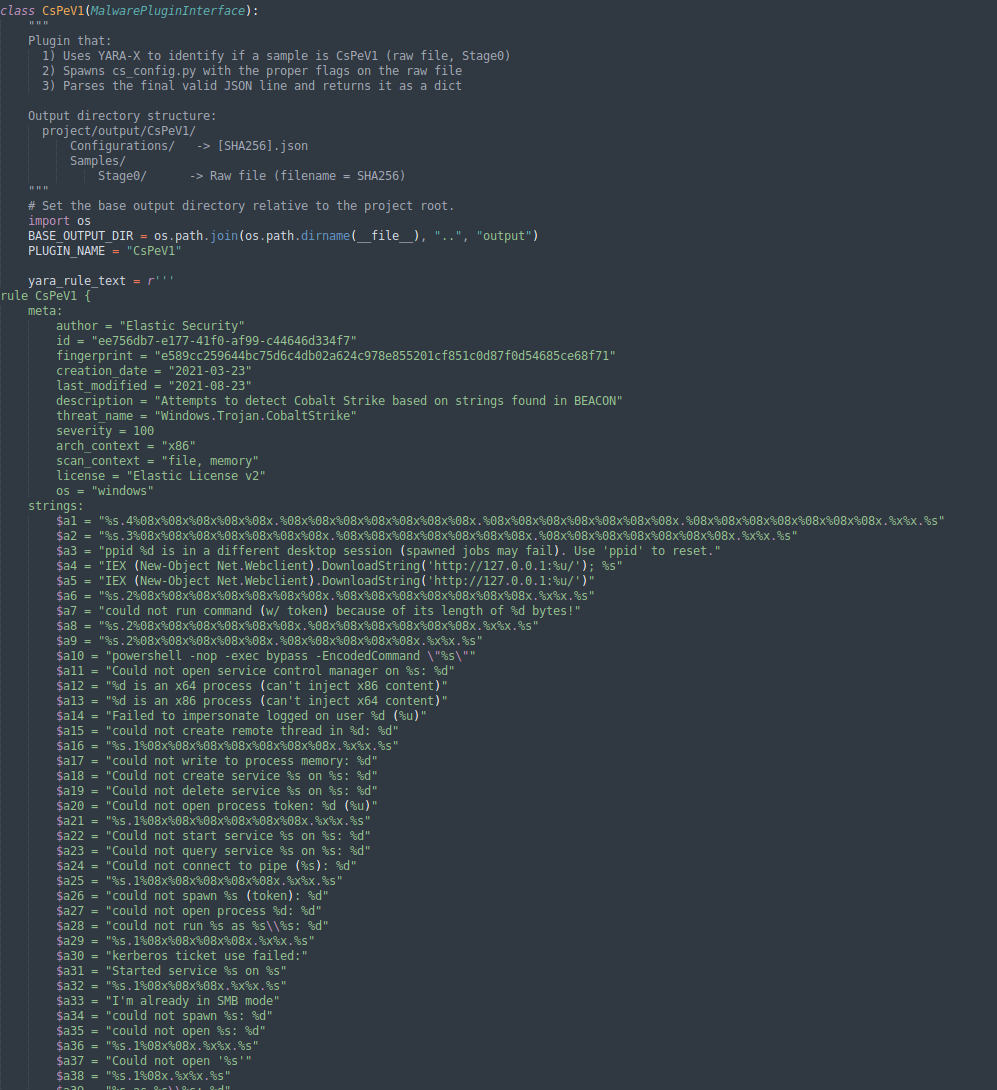 class CsPeV1(MalwarePluginInterface):
"""
Plugin that:
1) Uses YARA-X to identify if a sample is CsPeV1 (raw file, Stage0)
2) Spawns cs_config.py with the proper flags on the raw file
3) Parses the final valid JSON line and returns it as a dict
Output directory structure:
project/output/CsPeV1/
Configurations/   -> [SHA256].json
Samples/
Stage0/      -> Raw file (filename = SHA256)
"""
# Set the base output directory relative to the project root.
import os
BASE_OUTPUT_DIR = os.path.join(os.path.dirname(__file__), "..", "output")
PLUGIN_NAME = "CsPeV1"
yara_rule_text = r'''
rule CsPeV1 {
meta:
author = "Elastic Security"
id = "ee756db7-e177-41f0-af99-c44646d334f7"
fingerprint = "e589cc259644bc75d6c4db02a624c978e855201cf851c0d87f0d54685ce68f71"
creation_date = "2021-03-23"
last_modified = "2021-08-23"
description = "Attempts to detect Cobalt Strike based on strings found in BEACON"
threat_name = "Windows.Trojan.CobaltStrike"
severity = 100
arch_context = "x86"
scan_context = "file, memory"
license = "Elastic License v2"
os = "windows"
strings:
$a1 = "%s.4%08x%08x%08x%08x%08x.%08x%08x%08x%08x%08x%08x%08x.%08x%08x%08x%08x%08x%08x%08x.%08x%08x%08x%08x%08x%08x%08x.%x%x.%s"
$a2 = "%s.3%08x%08x%08x%08x%08x%08x%08x.%08x%08x%08x%08x%08x%08x%08x.%08x%08x%08x%08x%08x%08x%08x.%x%x.%s"
$a3 = "ppid %d is in a different desktop session (spawned jobs may fail). Use 'ppid' to reset."
$a4 = "IEX (New-Object Net.Webclient).DownloadString('http://127.0.0.1:%u/'); %s"
$a5 = "IEX (New-Object Net.Webclient).DownloadString('http://127.0.0.1:%u/')"
$a6 = "%s.2%08x%08x%08x%08x%08x%08x%08x.%08x%08x%08x%08x%08x%08x%08x.%x%x.%s"
$a7 = "could not run command (w/ token) because of its length of %d bytes!"
$a8 = "%s.2%08x%08x%08x%08x%08x%08x.%08x%08x%08x%08x%08x%08x.%x%x.%s"
$a9 = "%s.2%08x%08x%08x%08x%08x.%08x%08x%08x%08x%08x.%x%x.%s"
$a10 = "powershell -nop -exec bypass -EncodedCommand \"%s\""
$a11 = "Could not open service control manager on %s: %d"
$a12 = "%d is an x64 process (can't inject x86 content)"
$a13 = "%d is an x86 process (can't inject x64 content)"
$a14 = "Failed to impersonate logged on user %d (%u)"
$a15 = "could not create remote thread in %d: %d"
$a16 = "%s.1%08x%08x%08x%08x%08x%08x%08x.%x%x.%s"
$a17 = "could not write to process memory: %d"
$a18 = "Could not create service %s on %s: %d"
$a19 = "Could not delete service %s on %s: %d"
$a20 = "Could not open process token: %d (%u)"
$a21 = "%s.1%08x%08x%08x%08x%08x%08x.%x%x.%s"
$a22 = "Could not start service %s on %s: %d"
$a23 = "Could not query service %s on %s: %d"
$a24 = "Could not connect to pipe (%s): %d"
$a25 = "%s.1%08x%08x%08x%08x%08x.%x%x.%s"
$a26 = "could not spawn %s (token): %d"
$a27 = "could not open process %d: %d"
$a28 = "could not run %s as %s\\%s: %d"
$a29 = "%s.1%08x%08x%08x%08x.%x%x.%s"
$a30 = "kerberos ticket use failed:"
$a31 = "Started service %s on %s"
$a32 = "%s.1%08x%08x%08x.%x%x.%s"
$a33 = "I'm already in SMB mode"
$a34 = "could not spawn %s: %d"
$a35 = "could not open %s: %d"
$a36 = "%s.1%08x%08x.%x%x.%s"
$a37 = "Could not open '%s'"
$a38 = "%s.1%08x.%x%x.%s"
$a39 = "%s as %s\\%s: %d"